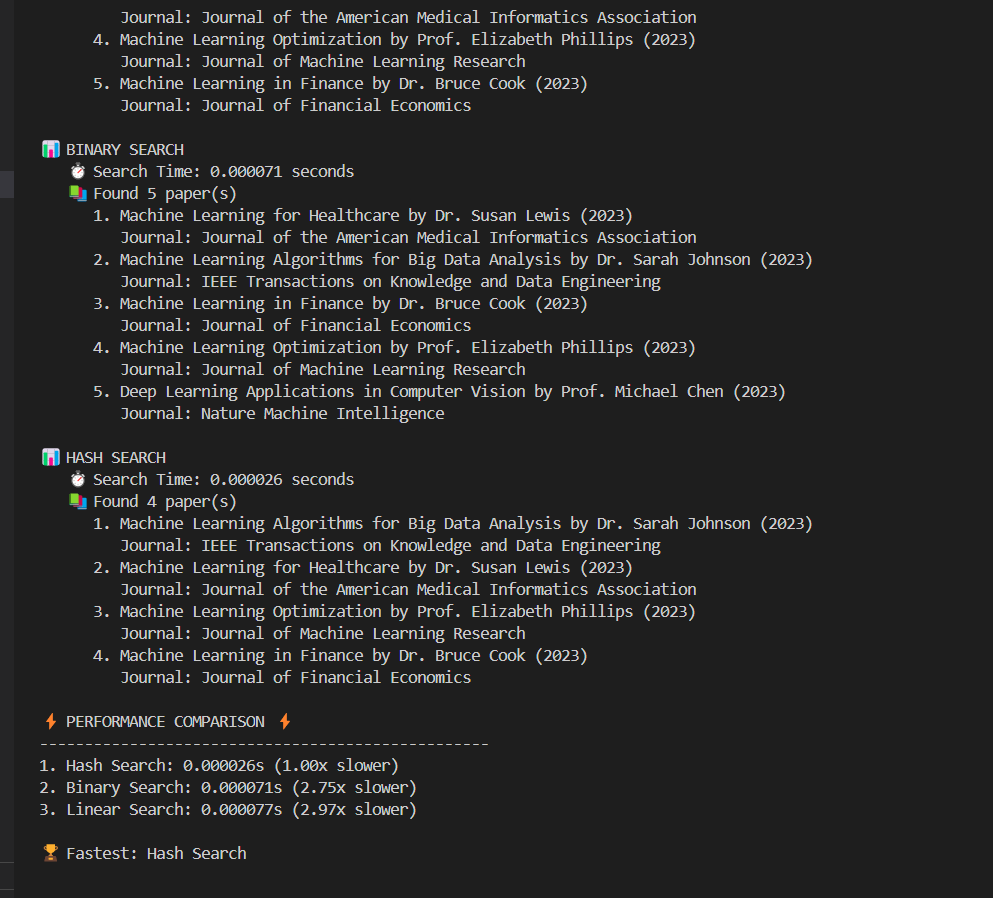 Journal: Journal of the American Medical Informatics Association
4. Machine Learning Optimization by Prof. Elizabeth Phillips (2023)
Journal: Journal of Machine Learning Research
5. Machine Learning in Finance by Dr. Bruce Cook (2023)
Journal: Journal of Financial Economics
📊 BINARY SEARCH
⏱ Search Time: 0.000071 seconds
📚 Found 5 paper(s)
1. Machine Learning for Healthcare by Dr. Susan Lewis (2023)
Journal: Journal of the American Medical Informatics Association
2. Machine Learning Algorithms for Big Data Analysis by Dr. Sarah Johnson (2023)
Journal: IEEE Transactions on Knowledge and Data Engineering
3. Machine Learning in Finance by Dr. Bruce Cook (2023)
Journal: Journal of Financial Economics
4. Machine Learning Optimization by Prof. Elizabeth Phillips (2023)
Journal: Journal of Machine Learning Research
5. Deep Learning Applications in Computer Vision by Prof. Michael Chen (2023)
Journal: Nature Machine Intelligence
📊 HASH SEARCH
⏱ Search Time: 0.000026 seconds
📚 Found 4 paper(s)
1. Machine Learning Algorithms for Big Data Analysis by Dr. Sarah Johnson (2023)
Journal: IEEE Transactions on Knowledge and Data Engineering
2. Machine Learning for Healthcare by Dr. Susan Lewis (2023)
Journal: Journal of the American Medical Informatics Association
3. Machine Learning Optimization by Prof. Elizabeth Phillips (2023)
Journal: Journal of Machine Learning Research
4. Machine Learning in Finance by Dr. Bruce Cook (2023)
Journal: Journal of Financial Economics
⚡ PERFORMANCE COMPARISON ⚡
--------------------------------------------------
1. Hash Search: 0.000026s (1.00x slower)
2. Binary Search: 0.000071s (2.75x slower)
3. Linear Search: 0.000077s (2.97x slower)
🏆 Fastest: Hash Search